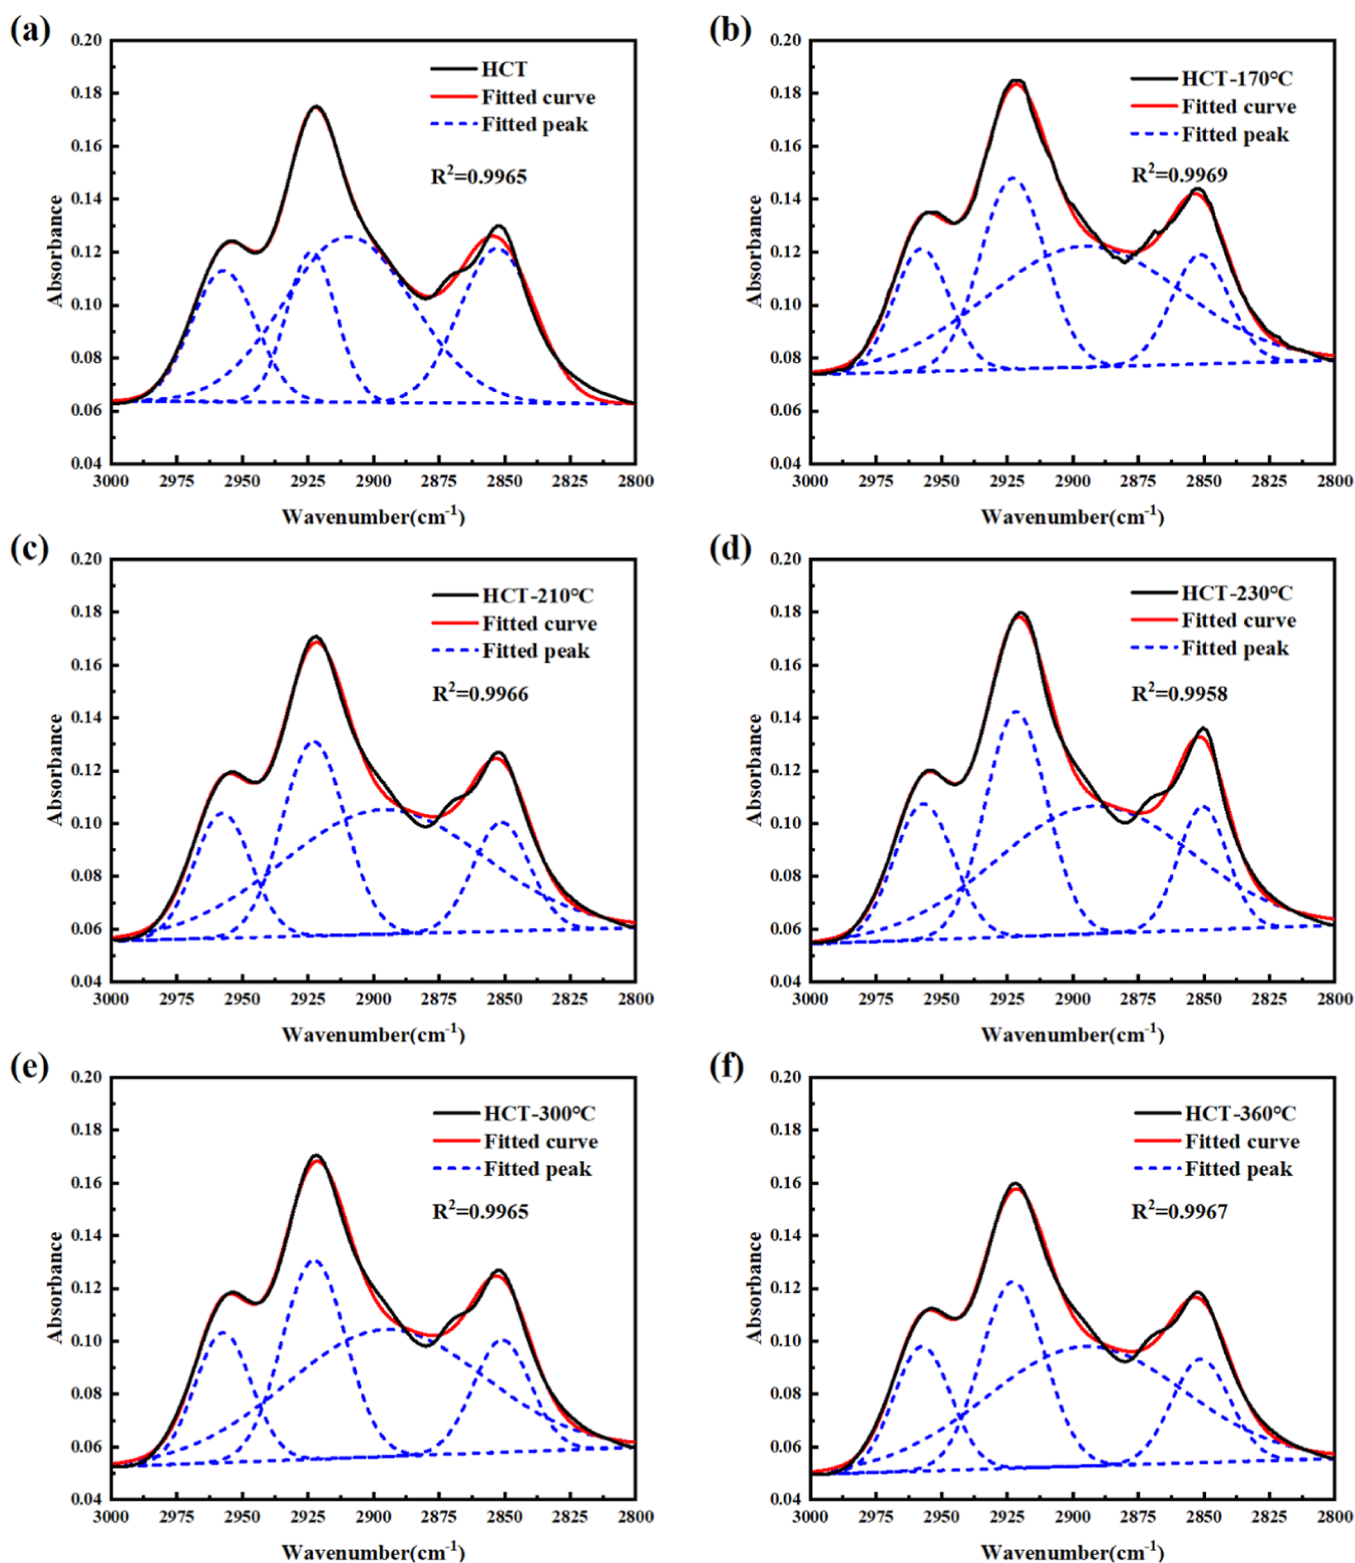 (a)
0.20
0.18
0.16
0.14
0.12
0.10
0.08
0.06
0.04
Absorbance
HCT
Fitted curve
Fitted peak
R²=0.9965
3000 2975 2950 2925 2900 2875 2850 2825 2800
Wavenumber(cm⁻¹)
(b)
0.20
0.18
0.16
0.14
0.12
0.10
0.08
0.06
0.04
Absorbance
HCT-170°C
Fitted curve
Fitted peak
R²=0.9969
3000 2975 2950 2925 2900 2875 2850 2825 2800
Wavenumber(cm⁻¹)
(c)
0.20
0.18
0.16
0.14
0.12
0.10
0.08
0.06
0.04
Absorbance
HCT-210°C
Fitted curve
Fitted peak
R²=0.9966
3000 2975 2950 2925 2900 2875 2850 2825 2800
Wavenumber(cm⁻¹)
(d)
0.20
0.18
0.16
0.14
0.12
0.10
0.08
0.06
0.04
Absorbance
HCT-230°C
Fitted curve
Fitted peak
R²=0.9958
3000 2975 2950 2925 2900 2875 2850 2825 2800
Wavenumber(cm⁻¹)
(e)
0.20
0.18
0.16
0.14
0.12
0.10
0.08
0.06
0.04
Absorbance
HCT-300°C
Fitted curve
Fitted peak
R²=0.9965
3000 2975 2950 2925 2900 2875 2850 2825 2800
Wavenumber(cm⁻¹)
(f)
0.20
0.18
0.16
0.14
0.12
0.10
0.08
0.06
0.04
Absorbance
HCT-360°C
Fitted curve
Fitted peak
R²=0.9967
3000 2975 2950 2925 2900 2875 2850 2825 2800
Wavenumber(cm⁻¹)